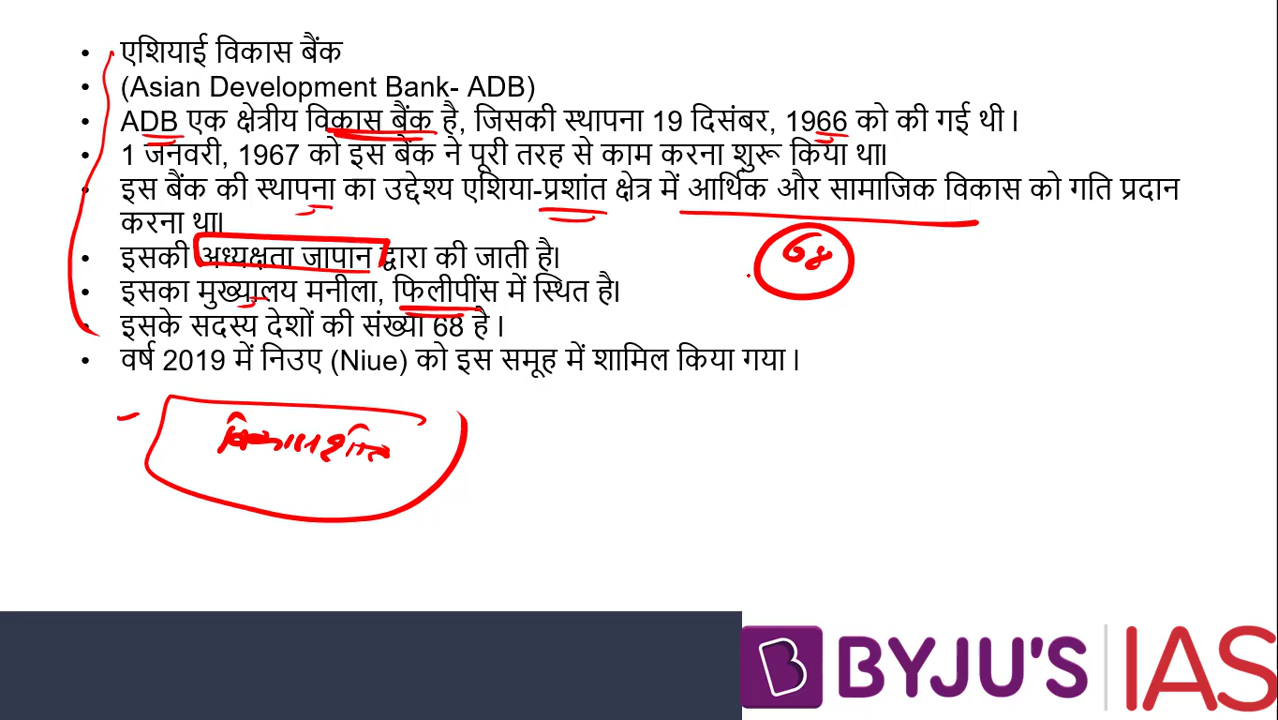 • एशियाई विकास बैंक
• (Asian Development Bank- ADB)
• ADB एक क्षेत्रीय विकास बैंक है, जिसकी स्थापना 19 दिसंबर, 1966 को की गई थी।
• 1 जनवरी, 1967 को इस बैंक ने पूरी तरह से काम करना शुरू किया था।
• इस बैंक की स्थापना का उद्देश्य एशिया-प्रशांत क्षेत्र में आर्थिक और सामाजिक विकास को गति प्रदान
करना था।
• इसकी अध्यक्षता जापान द्वारा की जाती है।
68
• इसका मुख्यालय मनीला, फिलीपींस में स्थित है।
• इसके सदस्य देशों की संख्या 68 है।
• वर्ष 2019 में निउए (Niue) को इस समूह में शामिल किया गया।
BYJU'S IAS